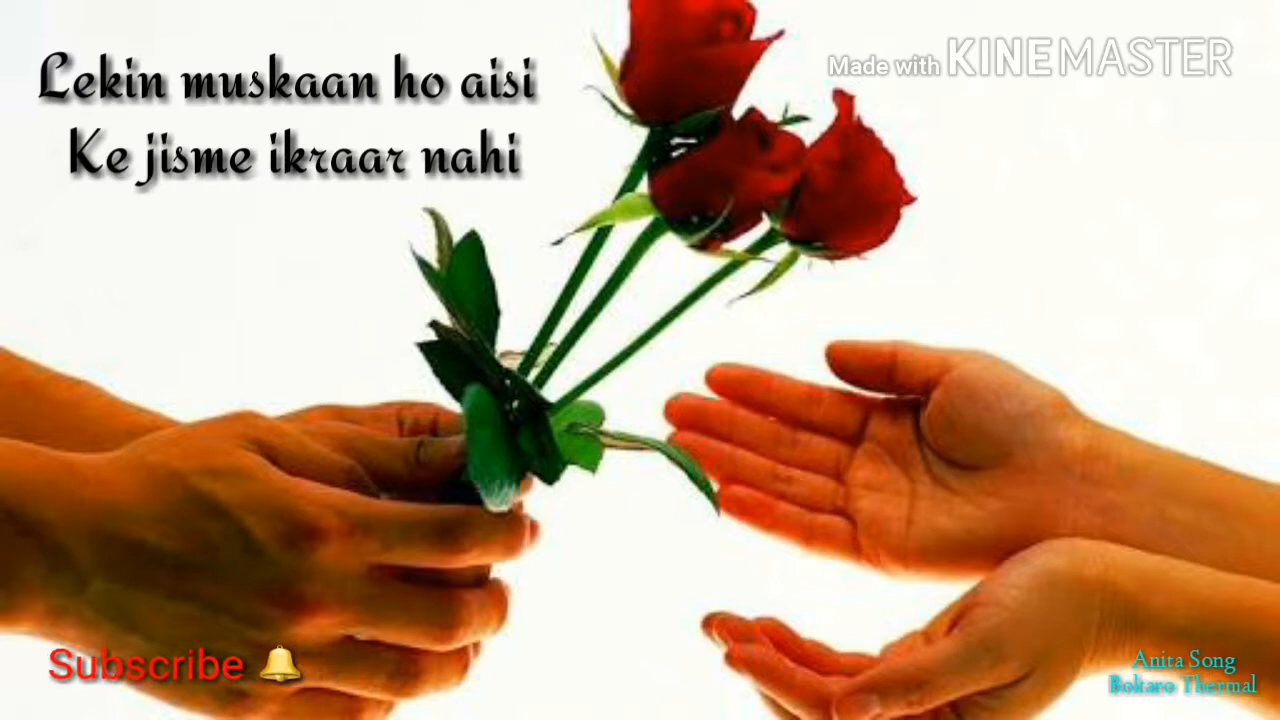 Lekin muskaan ho aisi
Ke jisme ikraar nahi
Made with KINEMASTER
Subscribe 🔔
Anita Song
Bokaro Thermal